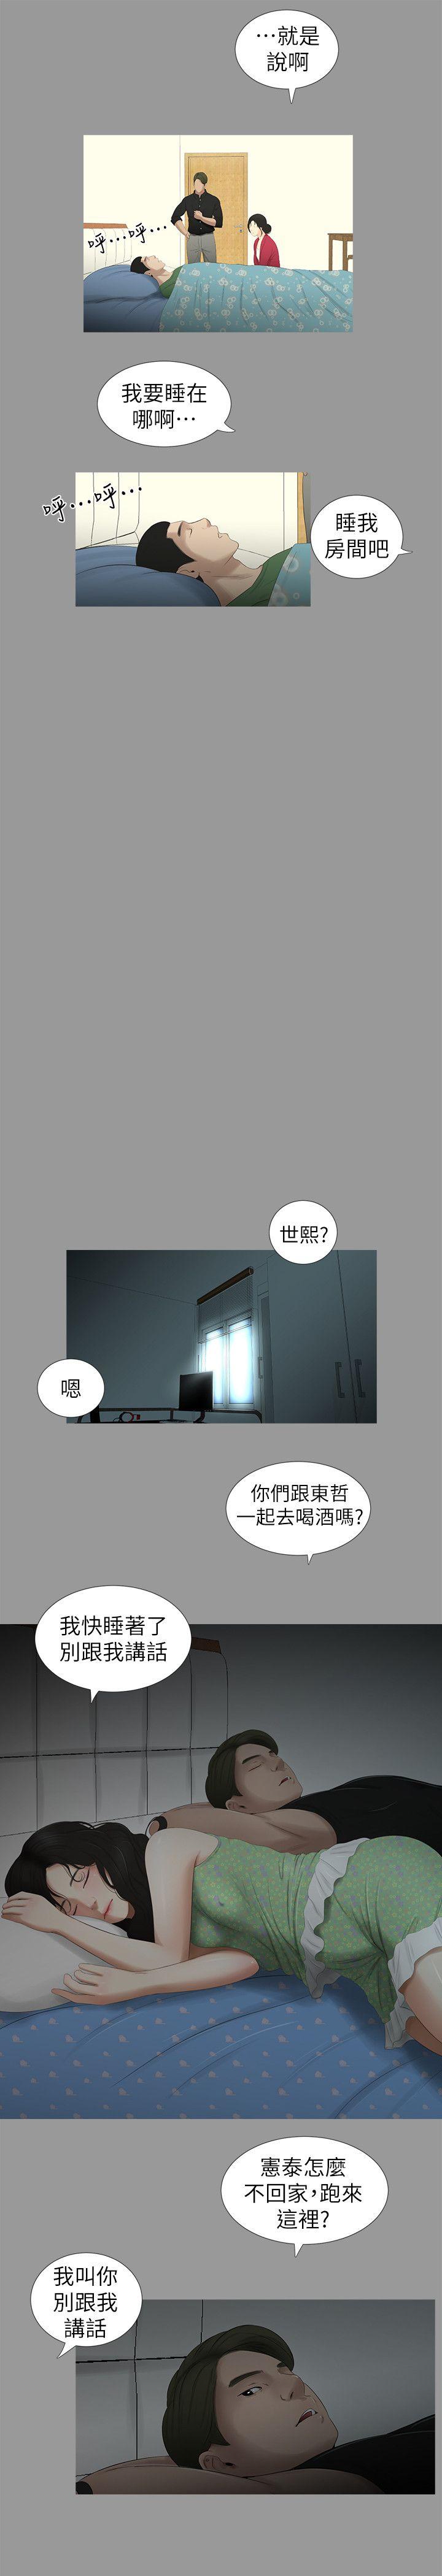 …就是
說啊
呼…呼…
我要睡在
哪啊…
呼…呼…
睡我
房間吧
世熙?
嗯
你們跟東哲
一起去喝酒嗎?
我快睡著了
別跟我講話
憲泰怎麼
不回家,跑來
這裡?
我叫你
別跟我
講話